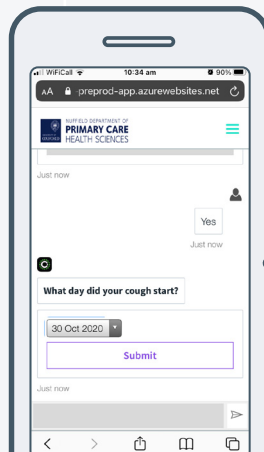 WiFiCall
10:34 am
90%
AA
preprod-app.azurewebsites.net
NUFFIELD DEPARTMENT OF
PRIMARY CARE
HEALTH SCIENCES
Just now
Yes
Just now
What day did your cough start?
30 Oct 2020
Submit
Just now